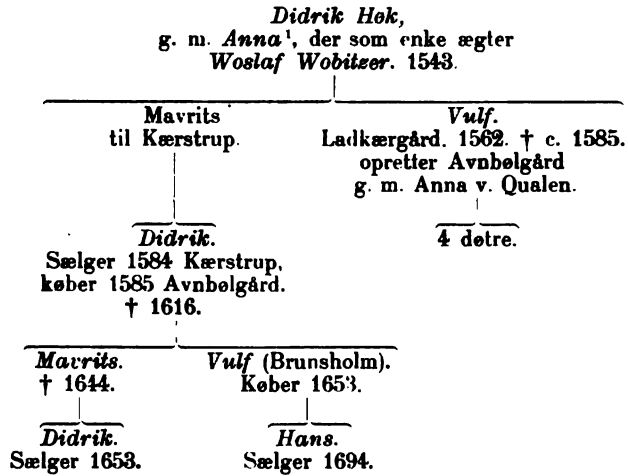 Didrik Høk,
g. m. Anna¹, der som enke ægter
Woslaf Wobitzer. 1543.
Mavrits
til Kærstrup.
Vulf.
Ladkærgård. 1562. † c. 1585.
opretter Avnbølgård
g. m. Anna v. Qualen.
Didrik.
Sælger 1584 Kærstrup,
køber 1585 Avnbølgård.
† 1616.
4 døtre.
Mavrits.
† 1644.
Vulf (Brunsholm).
Køber 1653.
Didrik.
Sælger 1653.
Hans.
Sælger 1694.